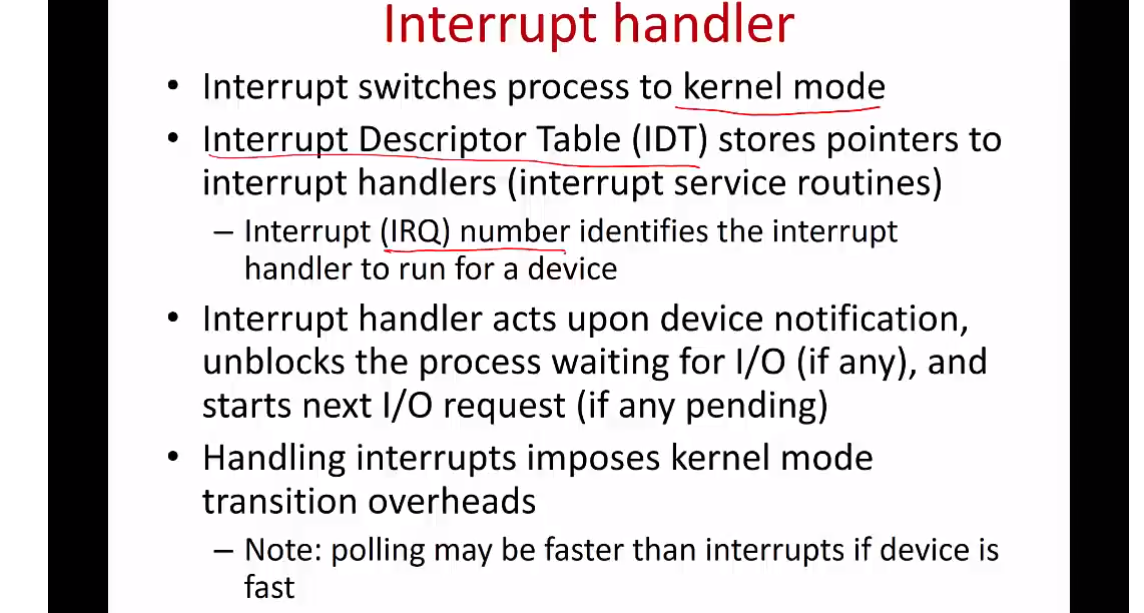 Interrupt handler
• Interrupt switches process to kernel mode
• Interrupt Descriptor Table (IDT) stores pointers to
interrupt handlers (interrupt service routines)
– Interrupt (IRQ) number identifies the interrupt
handler to run for a device
• Interrupt handler acts upon device notification,
unblocks the process waiting for I/O (if any), and
starts next I/O request (if any pending)
• Handling interrupts imposes kernel mode
transition overheads
– Note: polling may be faster than interrupts if device is
fast